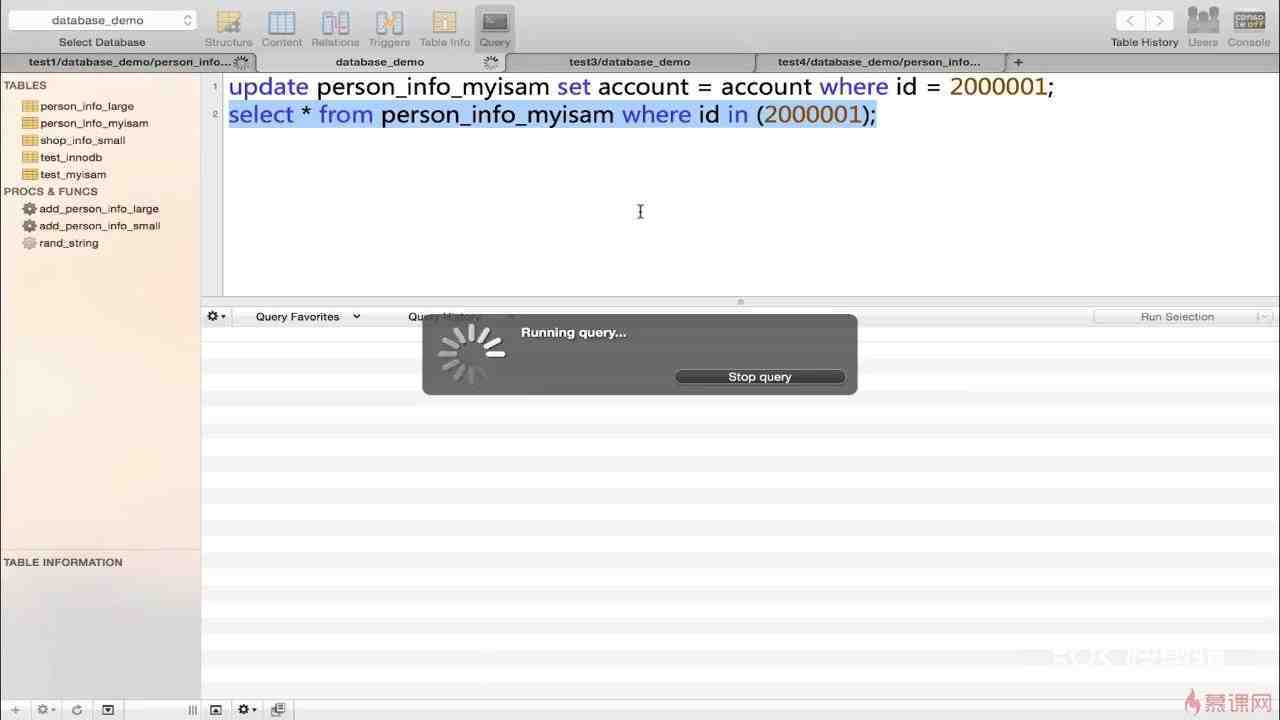 database_demo
Select Database
Structure
Content
Relations
Triggers
Table Info
Query
Table History
Users
Console
conso
le off
test1/database_demo/person_info...
database_demo
test3/database_demo
test4/database_demo/person_info...
TABLES
person_info_large
person_info_myisam
shop_info_small
test_innodb
test_myisam
PROCS & FUNCS
add_person_info_large
add_person_info_small
rand_string
1 update person_info_myisam set account = account where id = 2000001;
2 select * from person_info_myisam where id in (2000001);
Query Favorites
Query History
Run Selection
Running query...
Stop query
TABLE INFORMATION
慕课网